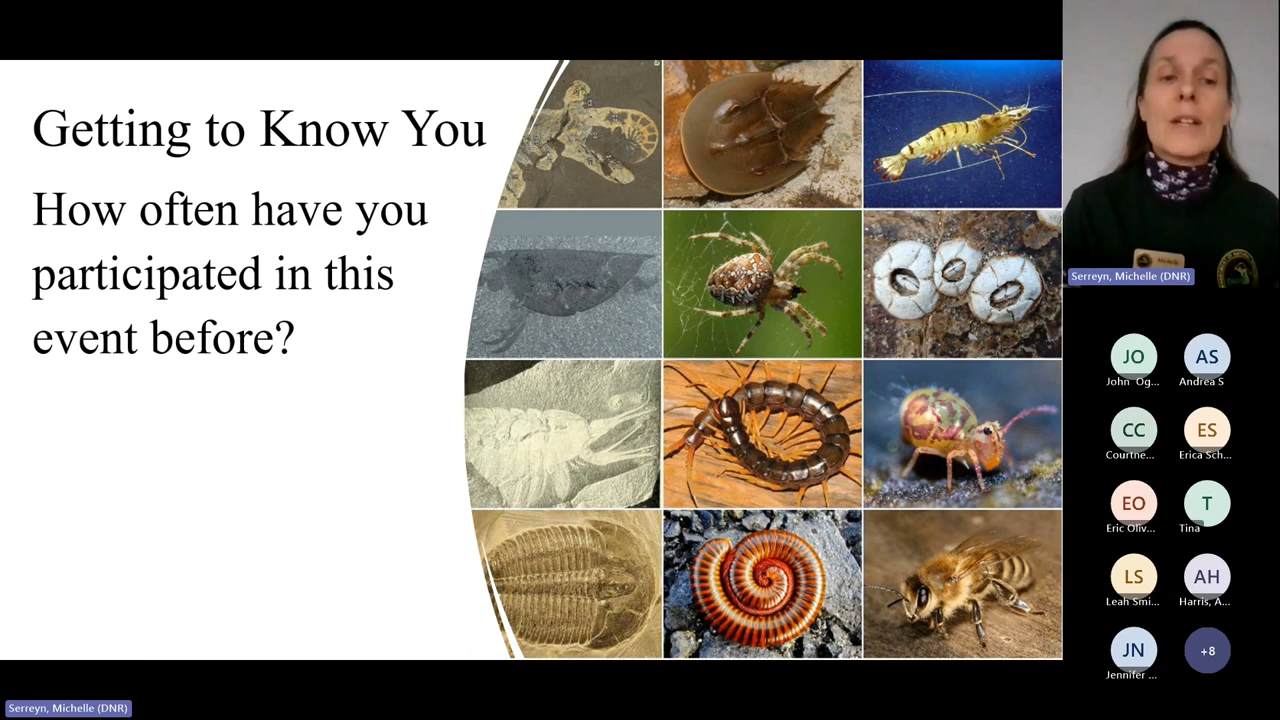 Getting to Know You
How often have you
participated in this
event before?
Serreyn, Michelle (DNR)
JO
AS
John Og...
Andrea S
CC
ES
Courtne...
Erica Sch...
EO
T
Eric Oliv...
Tina
LS
AH
Leah Smi...
Harris, A...
JN
+8
Jennifer ...
Serreyn, Michelle (DNR)